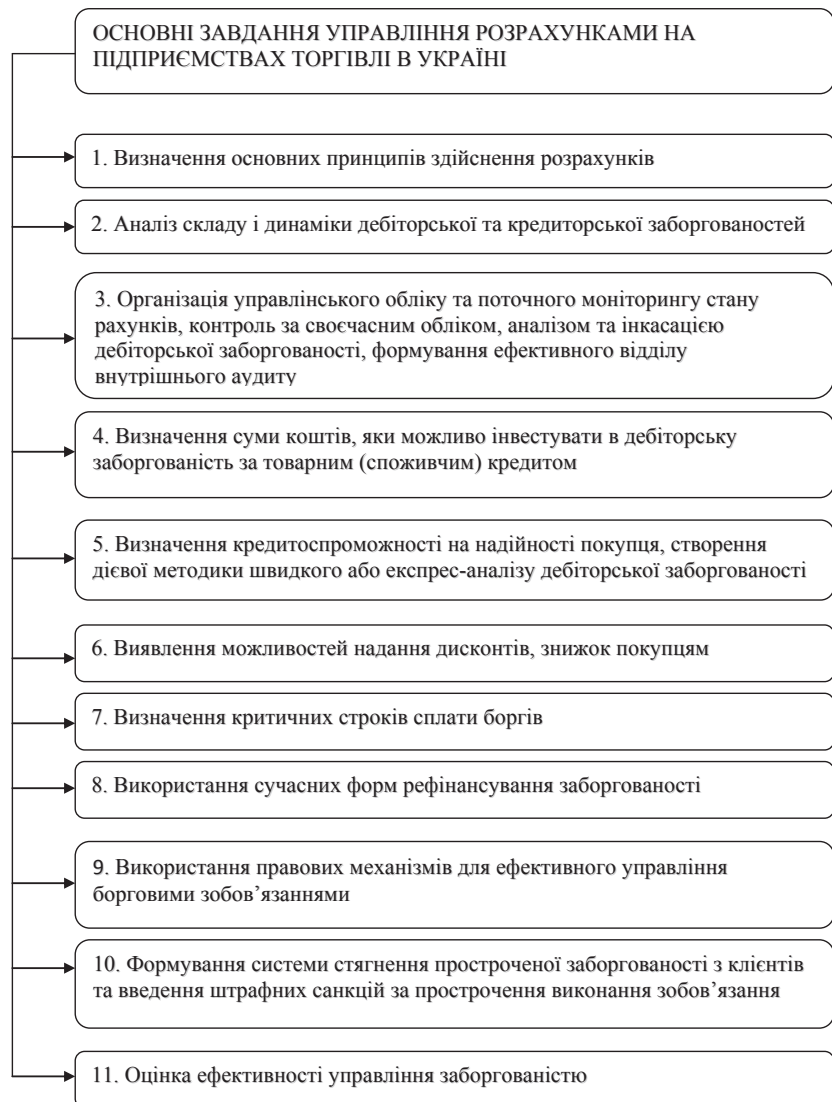 ОСНОВНІ ЗАВДАННЯ УПРАВЛІННЯ РОЗРАХУНКАМИ НА
ПІДПРИЄМСТВАХ ТОРГІВЛІ В УКРАЇНІ
1. Визначення основних принципів здійснення розрахунків
2. Аналіз складу і динаміки дебіторської та кредиторської заборгованостей
3. Організація управлінського обліку та поточного моніторингу стану
рахунків, контроль за своєчасним обліком, аналізом та інкасацією
дебіторської заборгованості, формування ефективного відділу
внутрішнього аудиту
4. Визначення суми коштів, яки можливо інвестувати в дебіторську
заборгованість за товарним (споживчим) кредитом
5. Визначення кредитоспроможності на надійності покупця, створення
дієвої методики швидкого або експрес-аналізу дебіторської заборгованості
6. Виявлення можливостей надання дисконтів, знижок покупцям
7. Визначення критичних строків сплати боргів
8. Використання сучасних форм рефінансування заборгованості
9. Використання правових механізмів для ефективного управління
борговими зобов’язаннями
10. Формування системи стягнення простроченої заборгованості з клієнтів
та введення штрафних санкцій за прострочення виконання зобов’язання
11. Оцінка ефективності управління заборгованістю